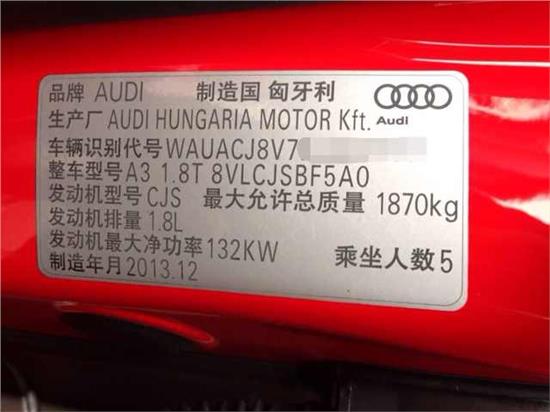 品牌 AUDI 制造国 匈牙利
生产厂 AUDI HUNGARIA MOTOR Kft. Audi
车辆识别代号 WAUACJ8V7
整车型号 A3 1.8T 8VLCJSBF5A0
发动机型号 CJS 最大允许总质量 1870kg
发动机排量 1.8L
发动机最大净功率 132KW 乘坐人数 5
制造年月 2013.12